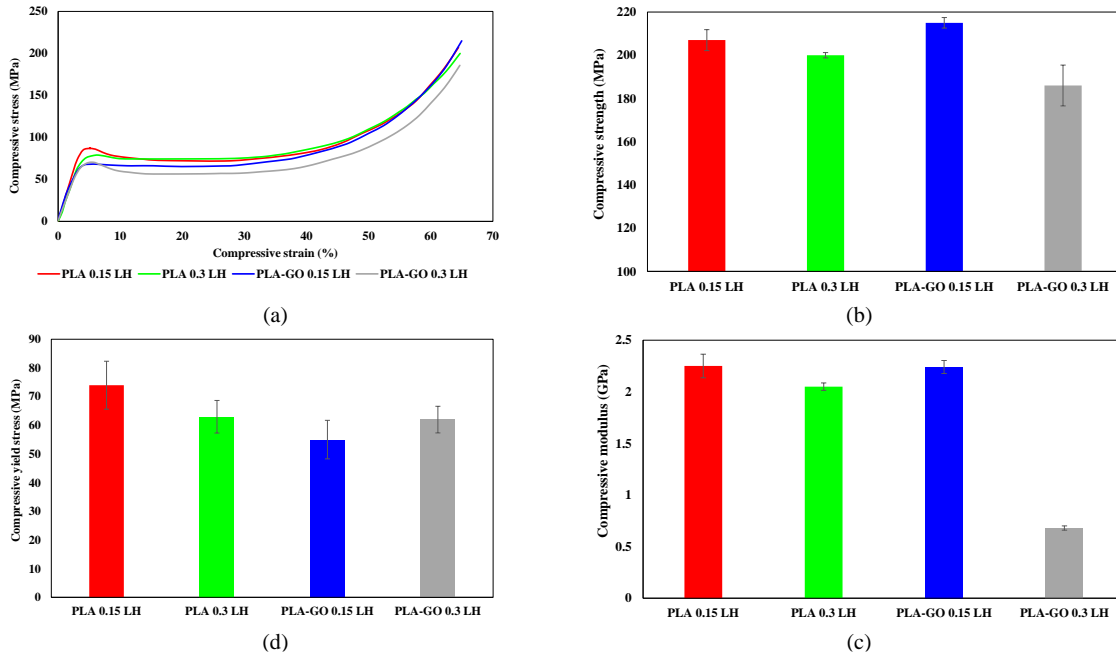 250
200
150
100
50
0
Compressive stress (MPa)
0 10 20 30 40 50 60 70
Compressive strain (%)
PLA 0.15 LH PLA 0.3 LH PLA-GO 0.15 LH PLA-GO 0.3 LH
(a)
220
200
180
160
140
120
100
Compressive strength (MPa)
PLA 0.15 LH PLA 0.3 LH PLA-GO 0.15 LH PLA-GO 0.3 LH
(b)
90
80
70
60
50
40
30
20
10
0
Compressive yield stress (MPa)
PLA 0.15 LH PLA 0.3 LH PLA-GO 0.15 LH PLA-GO 0.3 LH
(d)
2.5
2
1.5
1
0.5
0
Compressive modulus (GPa)
PLA 0.15 LH PLA 0.3 LH PLA-GO 0.15 LH PLA-GO 0.3 LH
(c)